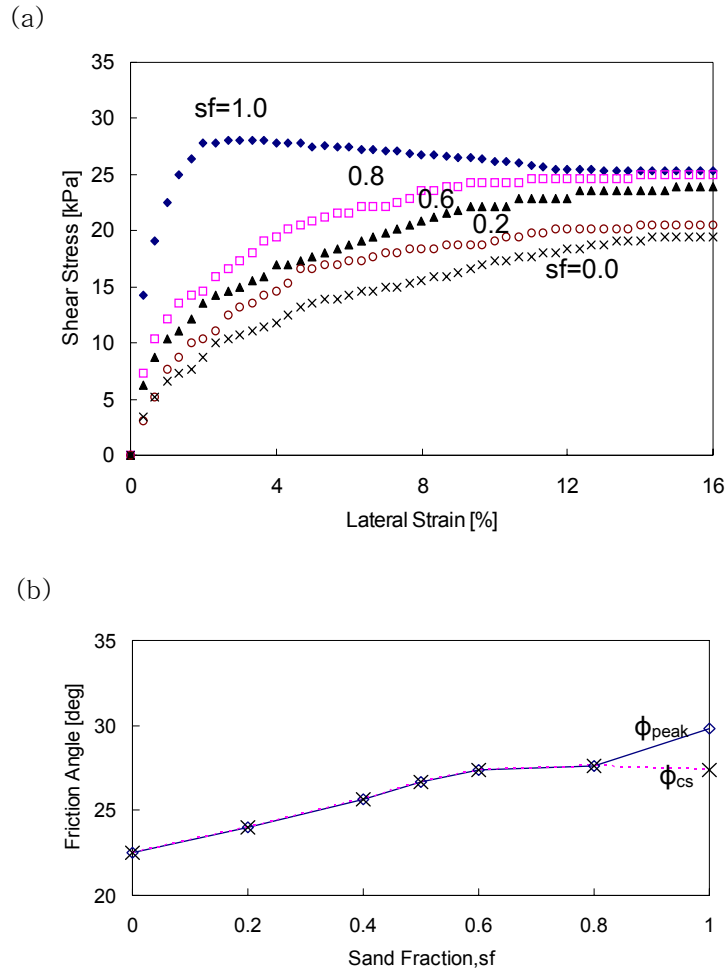 (a)
35
30
25
20
15
10
5
0
Shear Stress [kPa]
sf=1.0
0.8
0.6
0.2
sf=0.0
0 4 8 12 16
Lateral Strain [%]
(b)
35
30
25
20
Friction Angle [deg]
ϕpeak
ϕcs
0 0.2 0.4 0.6 0.8 1
Sand Fraction,sf